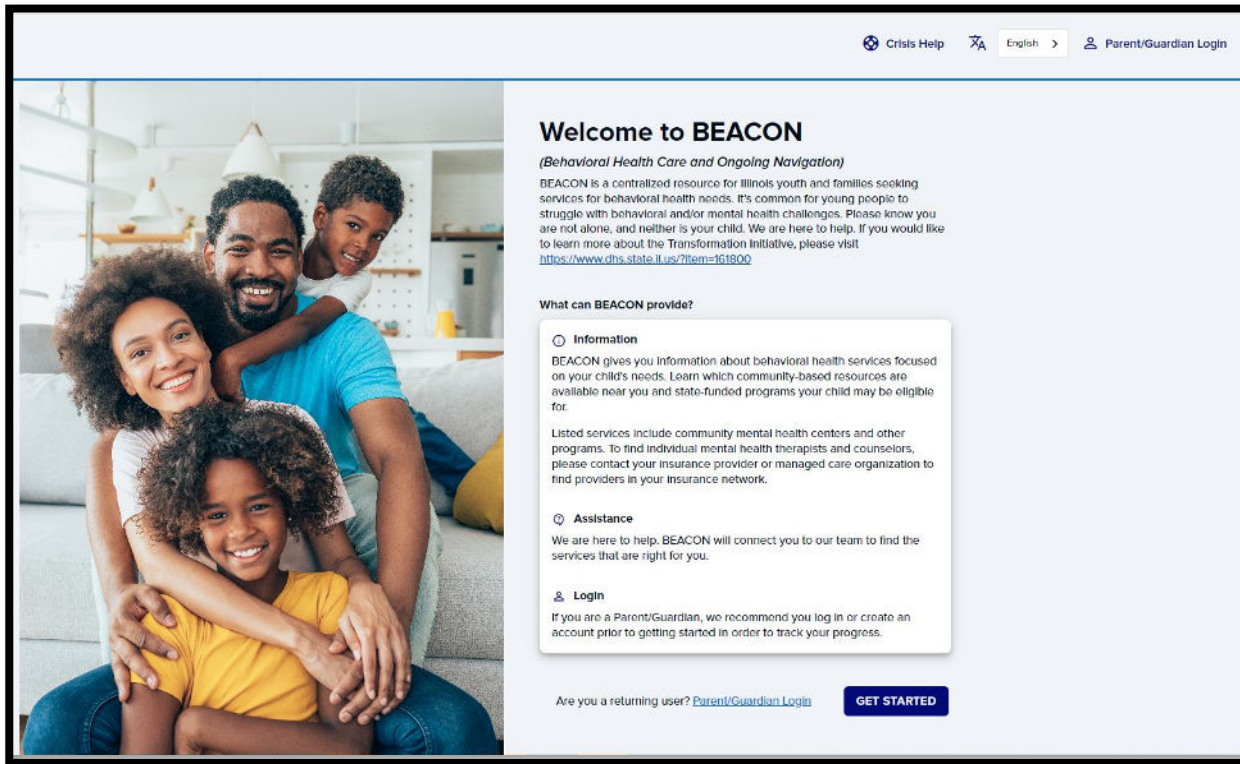 Crisis Help
English
Parent/Guardian Login
Welcome to BEACON
(Behavioral Health Care and Ongoing Navigation)
BEACON is a centralized resource for Illinois youth and families seeking
services for behavioral health needs. It's common for young people to
struggle with behavioral and/or mental health challenges. Please know you
are not alone, and neither is your child. We are here to help. If you would like
to learn more about the Transformation Initiative, please visit
https://www.dhs.state.il.us/?item=161800
What can BEACON provide?
Information
BEACON gives you information about behavioral health services focused
on your child's needs. Learn which community-based resources are
available near you and state-funded programs your child may be eligible
for.
Listed services include community mental health centers and other
programs. To find individual mental health therapists and counselors,
please contact your insurance provider or managed care organization to
find providers in your insurance network.
Assistance
We are here to help. BEACON will connect you to our team to find the
services that are right for you.
Login
If you are a Parent/Guardian, we recommend you log in or create an
account prior to getting started in order to track your progress.
Are you a returning user? Parent/Guardian Login
GET STARTED